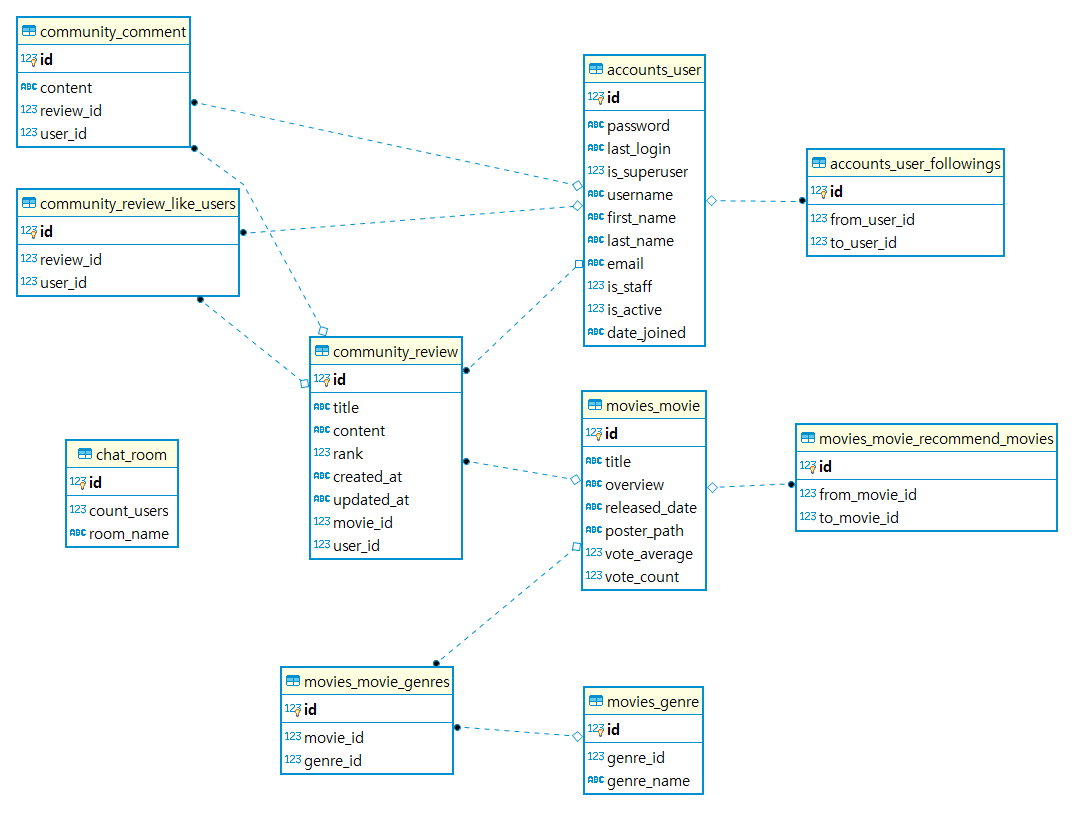 community_comment
123 id
ABC content
123 review_id
123 user_id
community_review_like_users
123 id
123 review_id
123 user_id
accounts_user
123 id
ABC password
ABC last_login
123 is_superuser
ABC username
ABC first_name
ABC last_name
ABC email
123 is_staff
123 is_active
ABC date_joined
accounts_user_followings
123 id
123 from_user_id
123 to_user_id
community_review
123 id
ABC title
ABC content
123 rank
ABC created_at
ABC updated_at
123 movie_id
123 user_id
chat_room
123 id
123 count_users
ABC room_name
movies_movie
123 id
ABC title
ABC overview
ABC released_date
ABC poster_path
123 vote_average
123 vote_count
movies_movie_recommend_movies
123 id
123 from_movie_id
123 to_movie_id
movies_movie_genres
123 id
123 movie_id
123 genre_id
movies_genre
123 id
123 genre_id
ABC genre_name